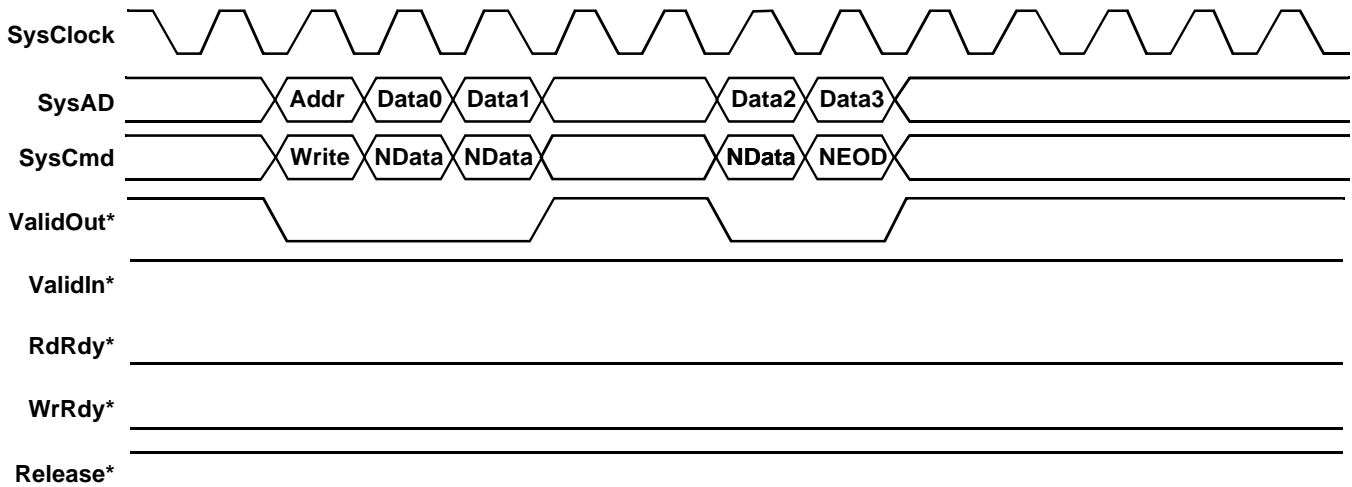 SysClock
SysAD Addr Data0 Data1 Data2 Data3
SysCmd Write NData NData NData NEOD
ValidOut*
ValidIn*
RdRdy*
WrRdy*
Release*